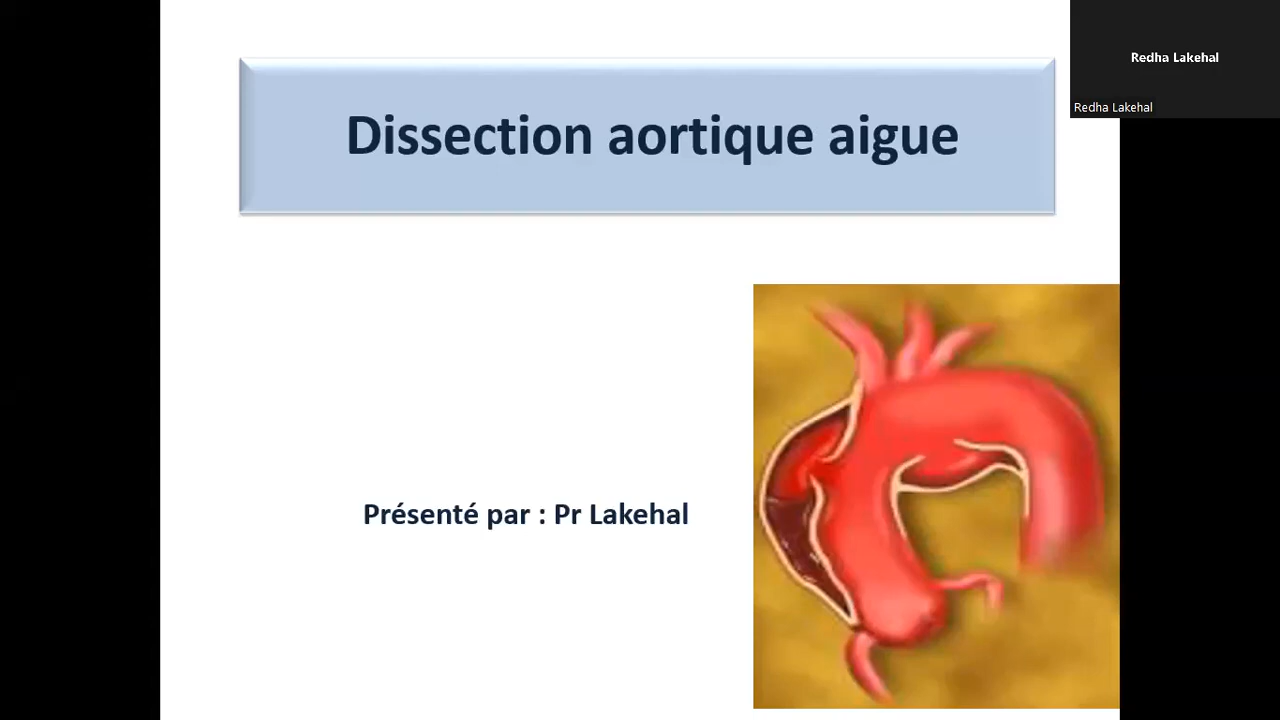 Redha Lakehal
Redha Lakehal
Dissection aortique aigue
Présenté par : Pr Lakehal